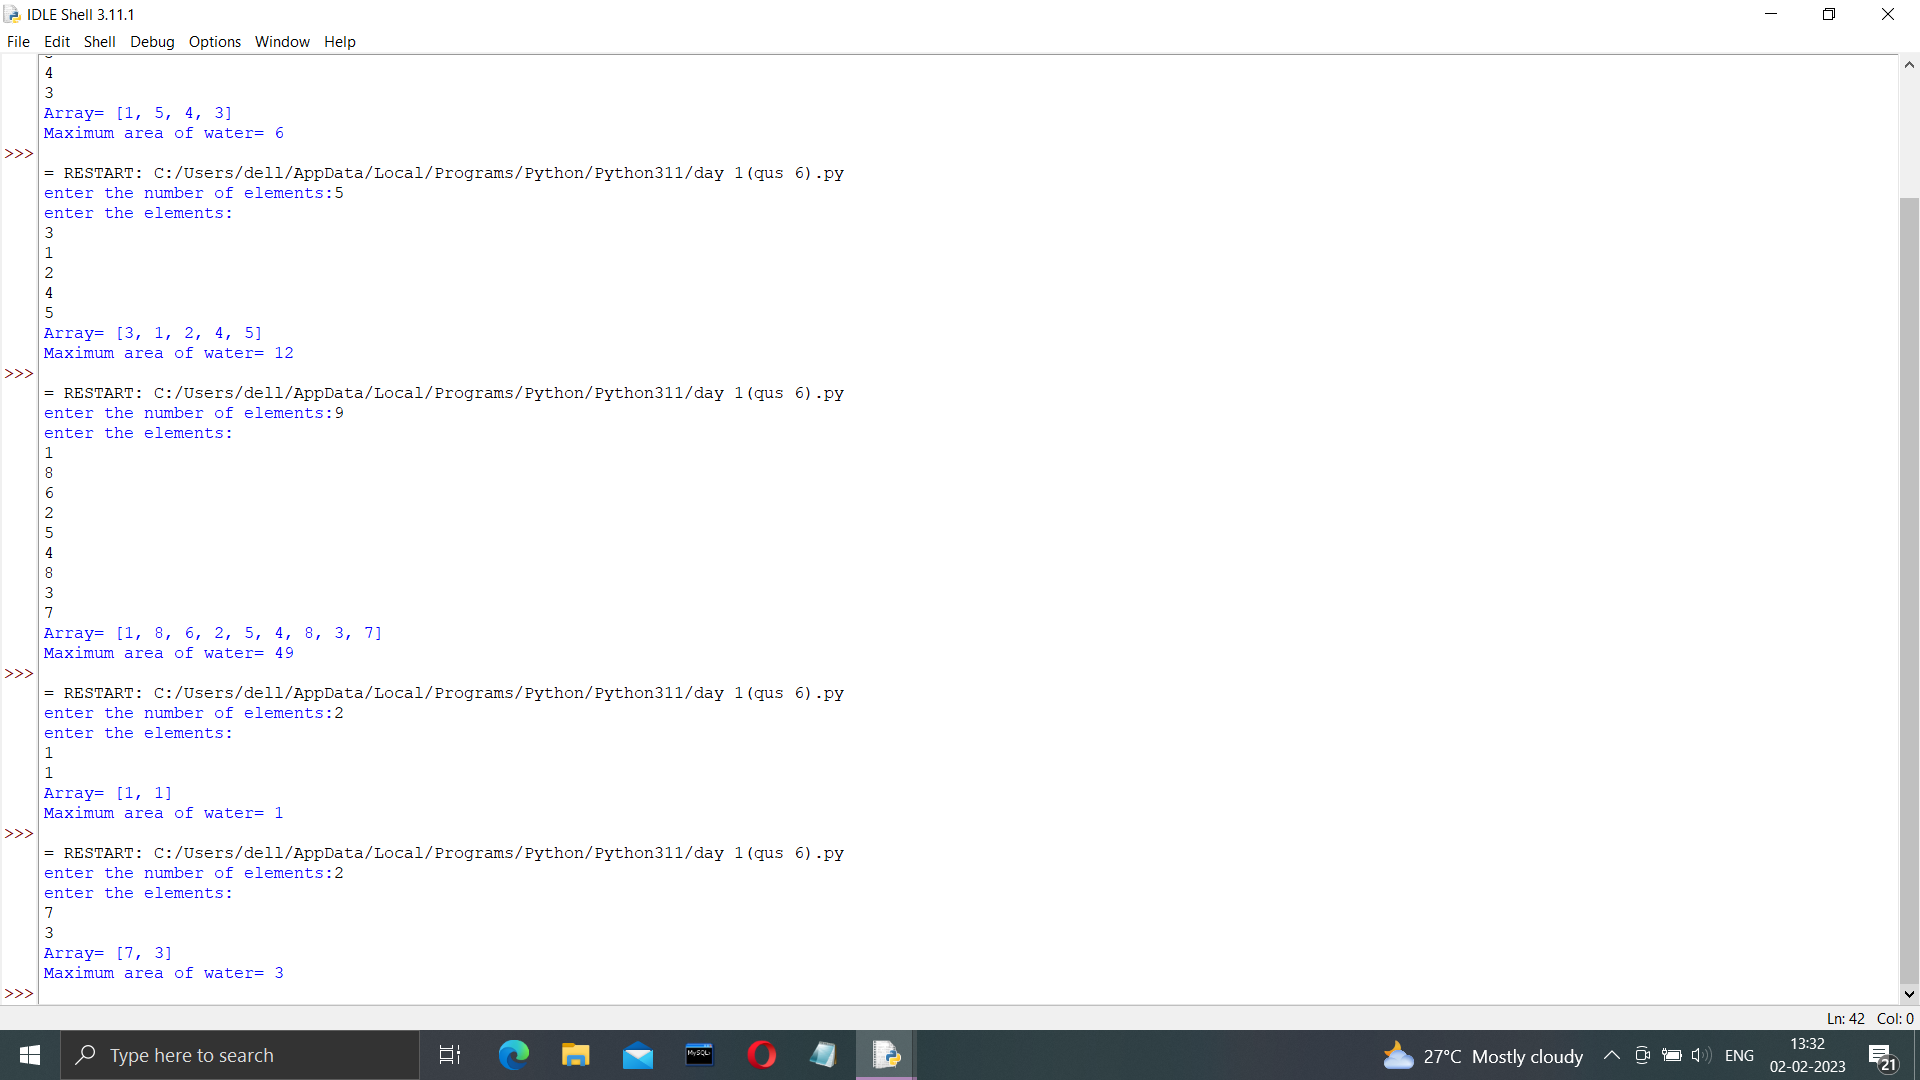 IDLE Shell 3.11.1
File Edit Shell Debug Options Window Help
4
3
Array= [1, 5, 4, 3]
Maximum area of water= 6
>>>
= RESTART: C:/Users/dell/AppData/Local/Programs/Python/Python311/day 1(qus 6).py
enter the number of elements:5
enter the elements:
3
1
2
4
5
Array= [3, 1, 2, 4, 5]
Maximum area of water= 12
>>>
= RESTART: C:/Users/dell/AppData/Local/Programs/Python/Python311/day 1(qus 6).py
enter the number of elements:9
enter the elements:
1
8
6
2
5
4
8
3
7
Array= [1, 8, 6, 2, 5, 4, 8, 3, 7]
Maximum area of water= 49
>>>
= RESTART: C:/Users/dell/AppData/Local/Programs/Python/Python311/day 1(qus 6).py
enter the number of elements:2
enter the elements:
1
1
Array= [1, 1]
Maximum area of water= 1
>>>
= RESTART: C:/Users/dell/AppData/Local/Programs/Python/Python311/day 1(qus 6).py
enter the number of elements:2
enter the elements:
7
3
Array= [7, 3]
Maximum area of water= 3
>>>
Ln: 42 Col: 0
Type here to search
27°C Mostly cloudy
ENG
13:32
02-02-2023
21